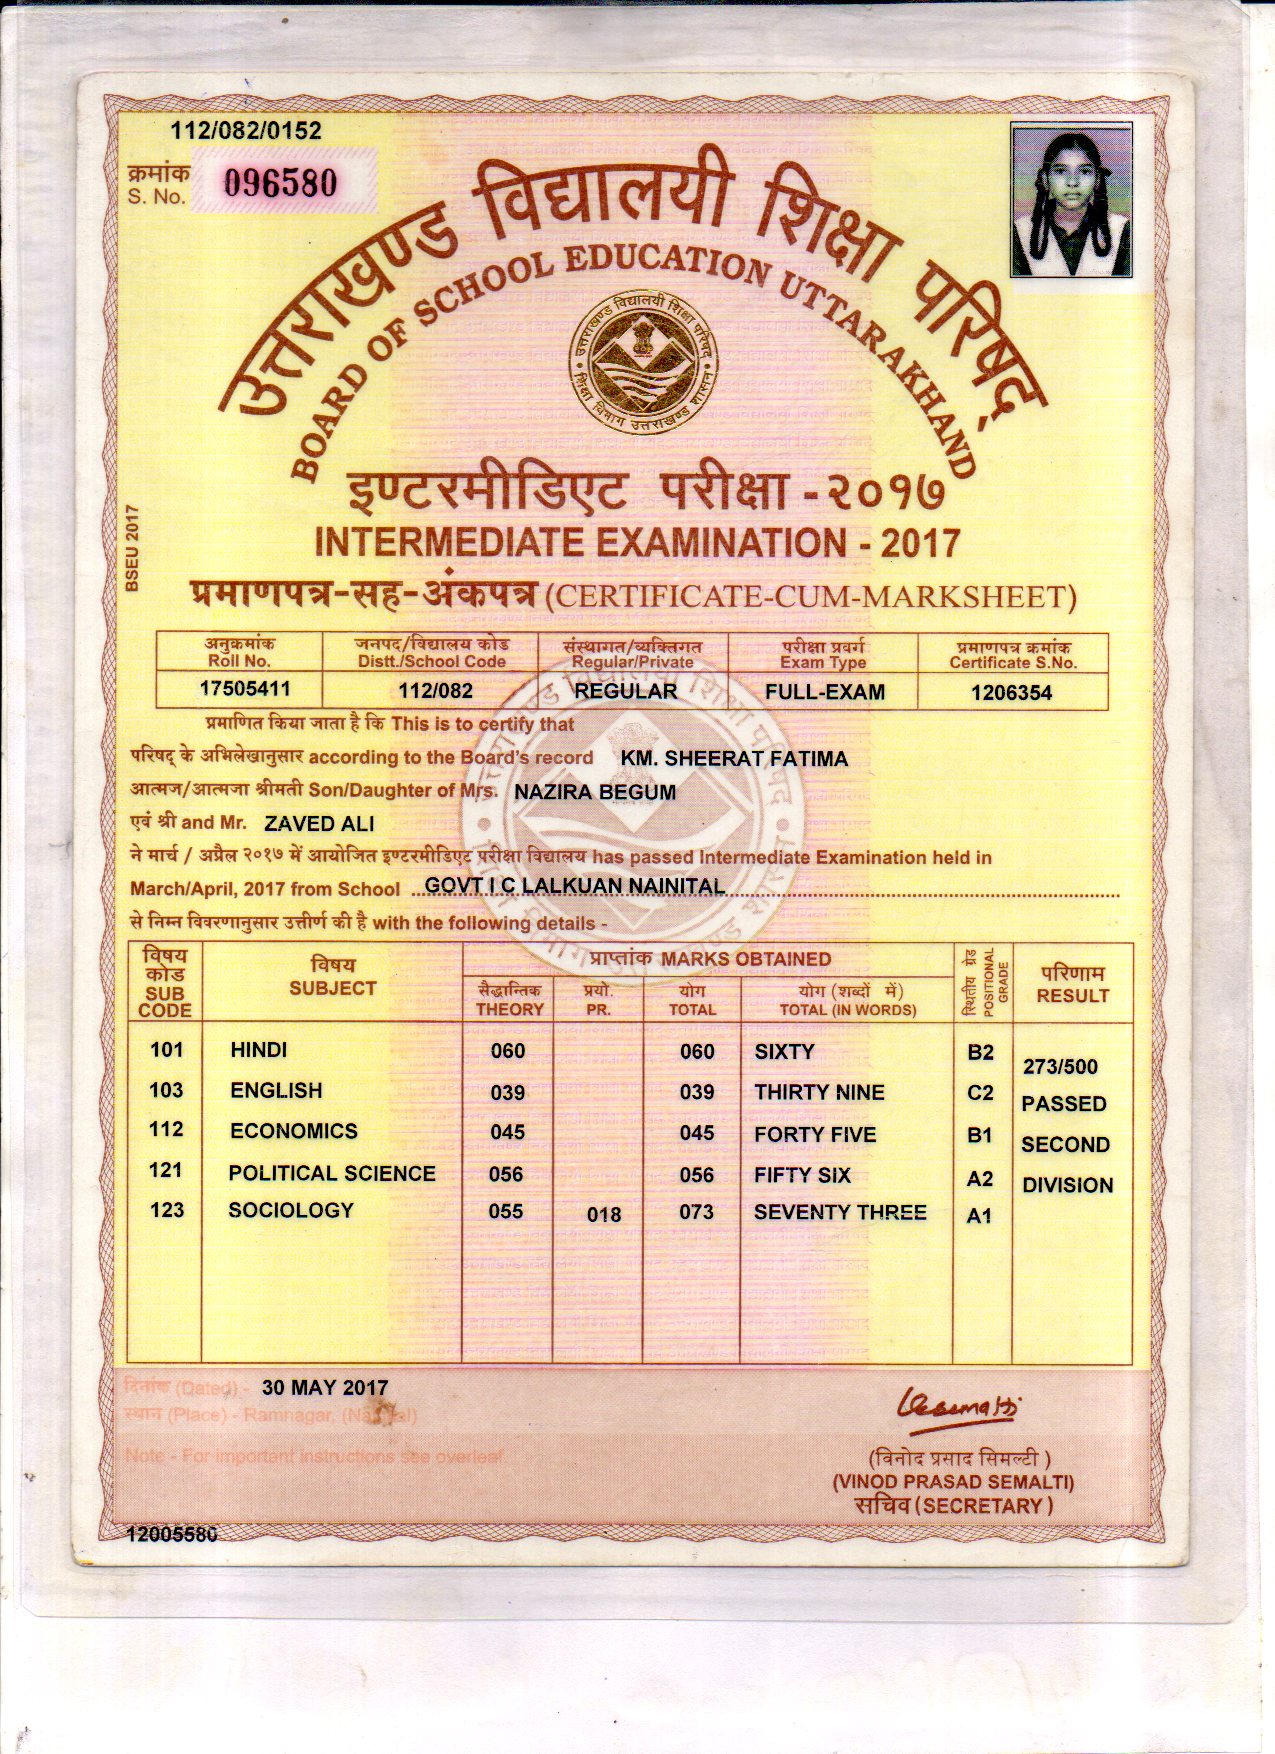 112/082/0152
क्रमांक
S. No. 096580
उत्तराखण्ड विद्यालयी शिक्षा परिषद्
BOARD OF SCHOOL EDUCATION UTTARAKHAND
उत्तराखण्ड विद्यालयी शिक्षा परिषद्
शिक्षा विभाग उत्तराखण्ड शासन
इण्टरमीडिएट परीक्षा - २०१७
INTERMEDIATE EXAMINATION - 2017
BSEU 2017
प्रमाणपत्र-सह-अंकपत्र (CERTIFICATE-CUM-MARKSHEET)
अनुक्रमांक जनपद/विद्यालय कोड संस्थागत/व्यक्तिगत परीक्षा प्रवर्ग प्रमाणपत्र क्रमांक
Roll No. Distt./School Code Regular/Private Exam Type Certificate S.No.
17505411 112/082 REGULAR FULL-EXAM 1206354
प्रमाणित किया जाता है कि This is to certify that
परिषद् के अभिलेखानुसार according to the Board's record KM. SHEERAT FATIMA
आत्मज/आत्मजा श्रीमती Son/Daughter of Mrs. NAZIRA BEGUM
एवं श्री and Mr. ZAVED ALI
ने मार्च / अप्रैल २०१७ में आयोजित इण्टरमीडिएट परीक्षा विद्यालय has passed Intermediate Examination held in
March/April, 2017 from School ...GOVT I C LALKUAN NAINITAL
से निम्न विवरणानुसार उत्तीर्ण की है with the following details -
विषय कोड SUB CODE विषय SUBJECT प्राप्तांक MARKS OBTAINED स्थितीय ग्रेड POSITIONAL GRADE परिणाम RESULT
सैद्धान्तिक प्रयो. योग योग (शब्दों में)
THEORY PR. TOTAL TOTAL (IN WORDS)
101 HINDI 060 060 SIXTY B2 273/500
103 ENGLISH 039 039 THIRTY NINE C2 PASSED
112 ECONOMICS 045 045 FORTY FIVE B1 SECOND
121 POLITICAL SCIENCE 056 056 FIFTY SIX A2 DIVISION
123 SOCIOLOGY 055 018 073 SEVENTY THREE A1
दिनांक (Dated) - 30 MAY 2017
स्थान (Place) - Ramnagar,
Note - For important instructions see overleaf
(विनोद प्रसाद सिमल्टी)
(VINOD PRASAD SEMALTI)
सचिव (SECRETARY)
12005580